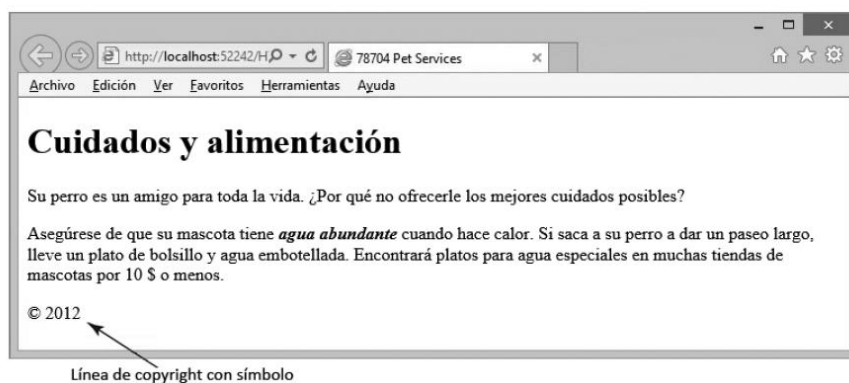 http://localhost:52242/H
78704 Pet Services
Archivo Edición Ver Favoritos Herramientas Ayuda
Cuidados y alimentación
Su perro es un amigo para toda la vida. ¿Por qué no ofrecerle los mejores cuidados posibles?
Asegúrese de que su mascota tiene agua abundante cuando hace calor. Si saca a su perro a dar un paseo largo,
lleve un plato de bolsillo y agua embotellada. Encontrará platos para agua especiales en muchas tiendas de
mascotas por 10 $ o menos.
© 2012
Línea de copyright con símbolo